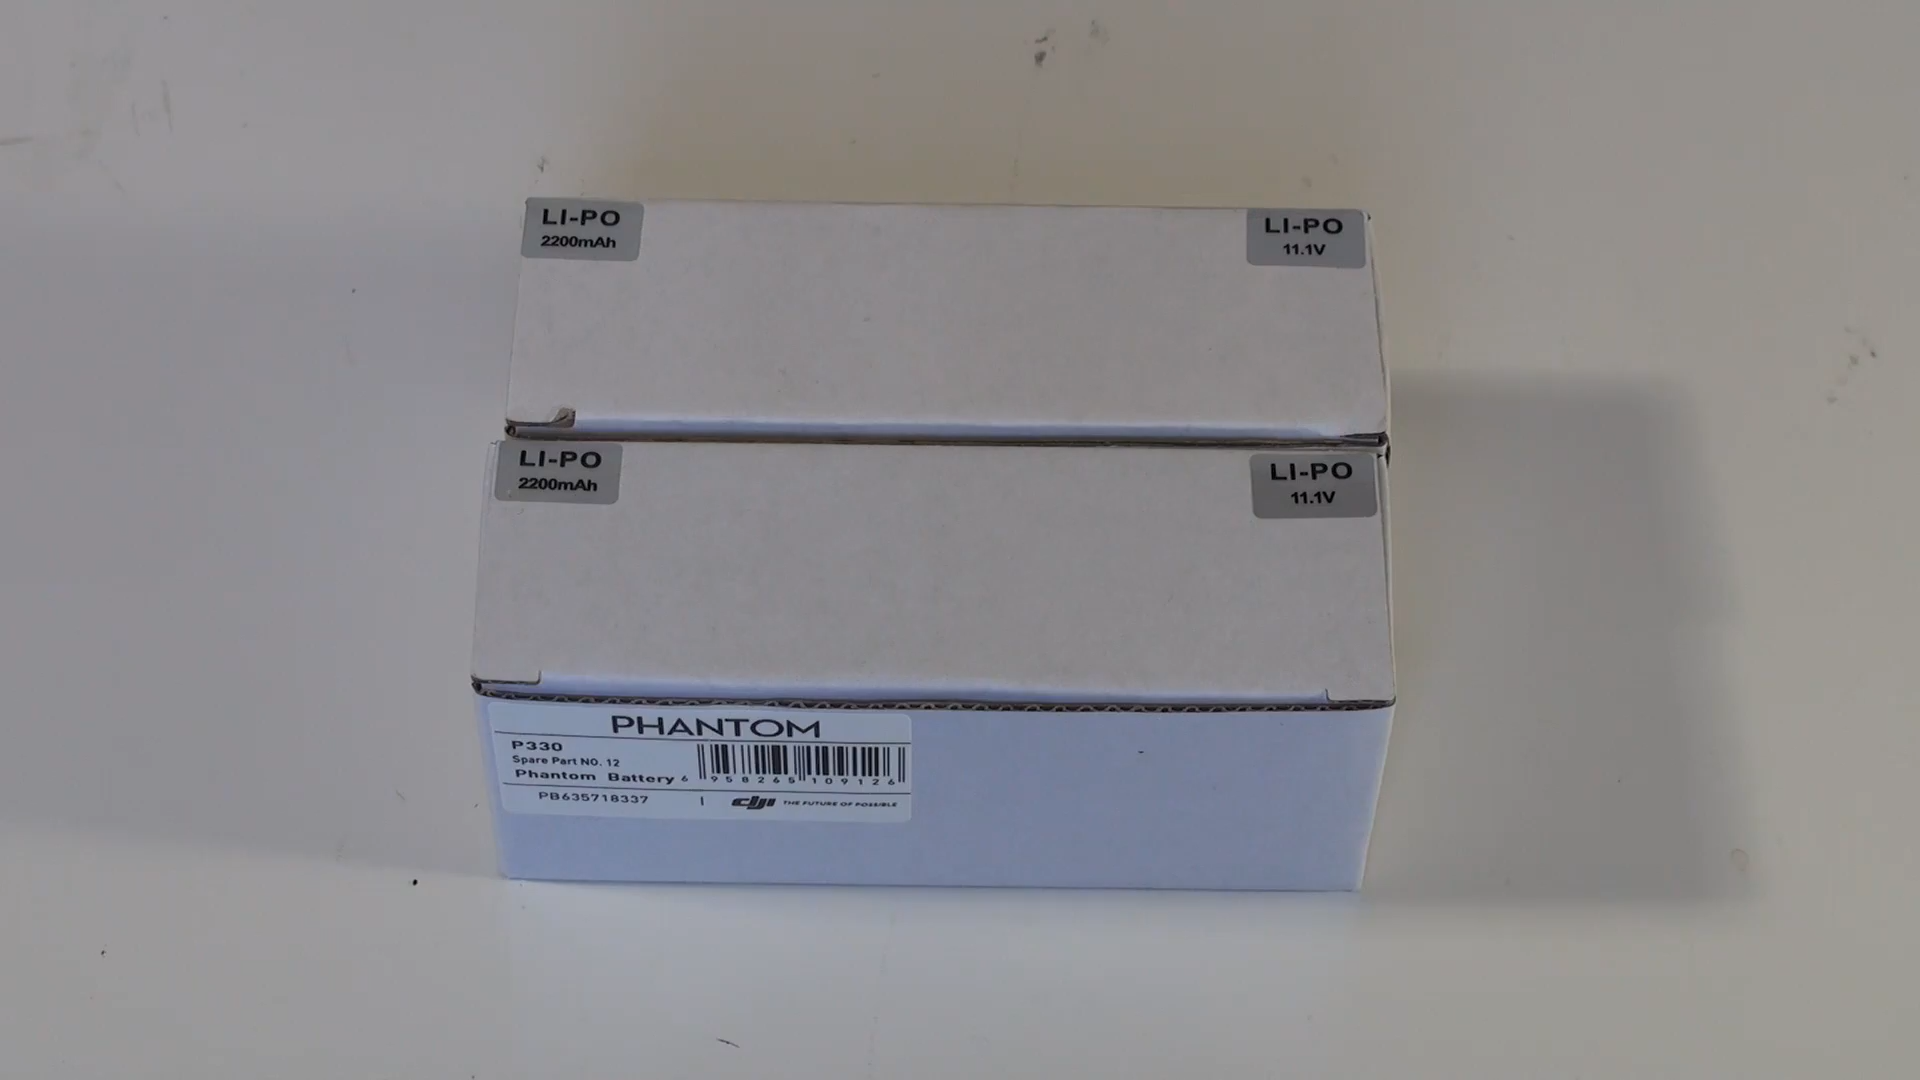 LI-PO
2200mAh
LI-PO
11.1V
LI-PO
2200mAh
LI-PO
11.1V
PHANTOM
P330
Spare Part NO. 12
Phantom Battery
6 958265 109126
PB635718337
dji THE FUTURE OF POSSIBLE